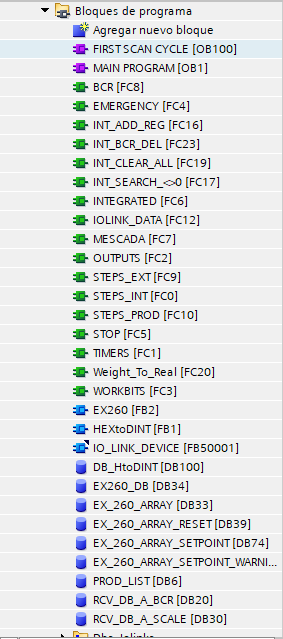 Bloques de programa
Agregar nuevo bloque
FIRST SCAN CYCLE [OB100]
MAIN PROGRAM [OB1]
BCR [FC8]
EMERGENCY [FC4]
INT_ADD_REG [FC16]
INT_BCR_DEL [FC23]
INT_CLEAR_ALL [FC19]
INT_SEARCH_<>0 [FC17]
INTEGRATED [FC6]
IOLINK_DATA [FC12]
MESCADA [FC7]
OUTPUTS [FC2]
STEPS_EXT [FC9]
STEPS_INT [FC0]
STEPS_PROD [FC10]
STOP [FC5]
TIMERS [FC1]
Weight_To_Real [FC20]
WORKBITS [FC3]
EX260 [FB2]
HEXtoDINT [FB1]
IO_LINK_DEVICE [FB50001]
DB_HtoDINT [DB100]
EX260_DB [DB34]
EX_260_ARRAY [DB33]
EX_260_ARRAY_RESET [DB39]
EX_260_ARRAY_SETPOINT [DB74]
EX_260_ARRAY_SETPOINT_WARNI...
PROD_LIST [DB6]
RCV_DB_A_BCR [DB20]
RCV_DB_A_SCALE [DB30]